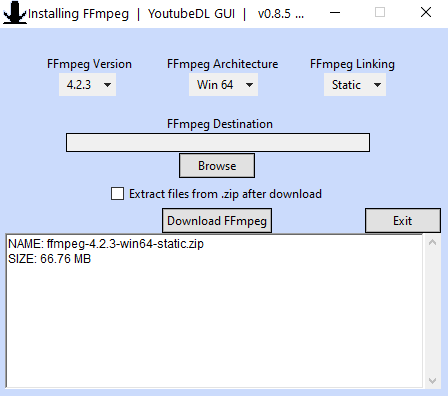 Installing FFmpeg | YoutubeDL GUI | v0.8.5 ...
FFmpeg Version FFmpeg Architecture FFmpeg Linking
4.2.3 Win 64 Static
FFmpeg Destination
Browse
Extract files from .zip after download
Download FFmpeg Exit
NAME: ffmpeg-4.2.3-win64-static.zip
SIZE: 66.76 MB